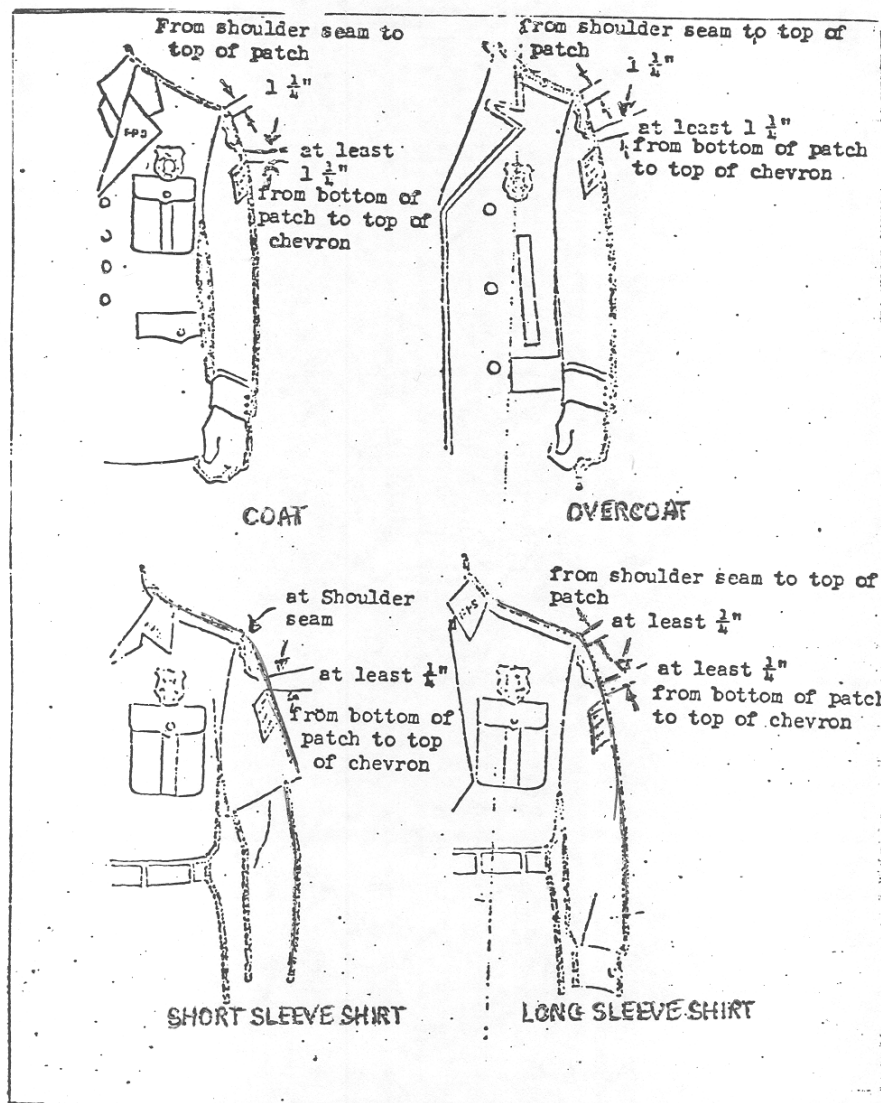 From shoulder seam to
top of patch
1 1/4"
at least
1 1/4"
from bottom of
patch to top of
chevron
COAT
from shoulder seam to top of
patch
1 1/4"
at least 1 1/4"
from bottom of patch
to top of chevron
OVERCOAT
at Shoulder
seam
at least 1/4"
from bottom of
patch to top
of chevron
SHORT SLEEVE SHIRT
from shoulder seam to top of
patch
at least 1/4"
at least 1/4"
from bottom of patch
to top of chevron
LONG SLEEVE SHIRT